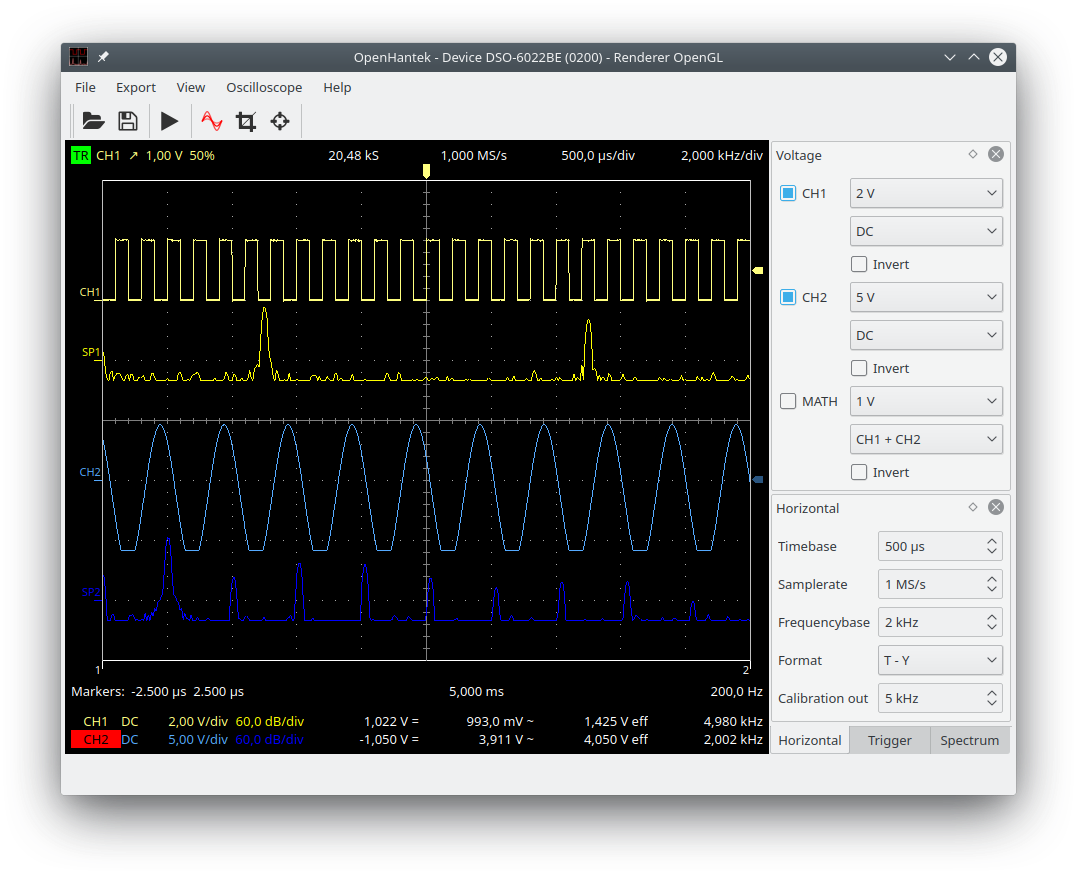 OpenHantek - Device DSO-6022BE (0200) - Renderer OpenGL
File Export View Oscilloscope Help
TR CH1 ↗ 1,00 V 50% 20,48 kS 1,000 MS/s 500,0 µs/div 2,000 kHz/div
CH1
SP1
CH2
SP2
1 2
Markers: -2.500 µs 2.500 µs 5,000 ms 200,0 Hz
CH1 DC 2,00 V/div 60,0 dB/div 1,022 V = 993,0 mV ~ 1,425 V eff 4,980 kHz
CH2 DC 5,00 V/div 60,0 dB/div -1,050 V = 3,911 V ~ 4,050 V eff 2,002 kHz
Voltage
CH1 2 V
DC
Invert
CH2 5 V
DC
Invert
MATH 1 V
CH1 + CH2
Invert
Horizontal
Timebase 500 µs
Samplerate 1 MS/s
Frequencybase 2 kHz
Format T - Y
Calibration out 5 kHz
Horizontal Trigger Spectrum